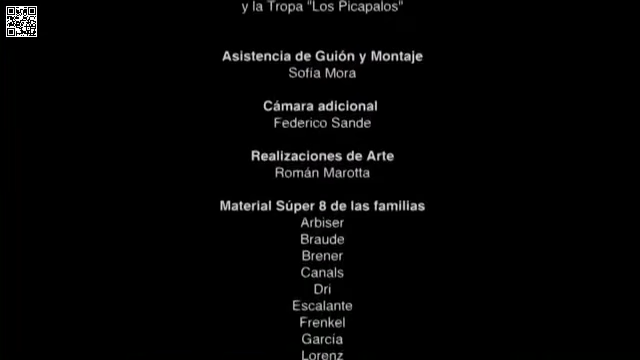 y la Tropa "Los Picapalos"
Asistencia de Guión y Montaje
Sofía Mora
Cámara adicional
Federico Sande
Realizaciones de Arte
Román Marotta
Material Súper 8 de las familias
Arbiser
Braude
Brener
Canals
Dri
Escalante
Frenkel
García
Lorenz